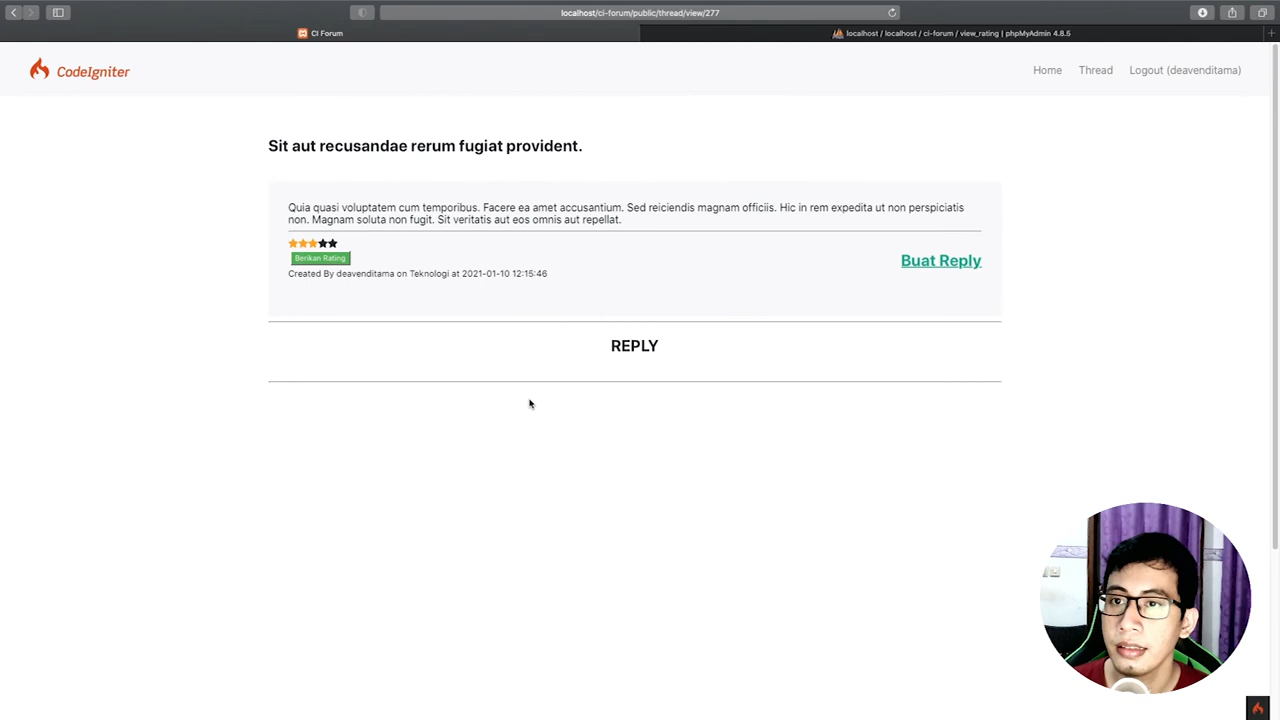 localhost/ci-forum/public/thread/view/277
CI Forum
localhost / localhost / ci-forum / view_rating | phpMyAdmin 4.8.5
CodeIgniter
Home
Thread
Logout (deavenditama)
Sit aut recusandae rerum fugiat provident.
Quia quasi voluptatem cum temporibus. Facere ea amet accusantium. Sed reiciendis magnam officiis. Hic in rem expedita ut non perspiciatis
non. Magnam soluta non fugit. Sit veritatis aut eos omnis aut repellat.
Berikan Rating
Created By deavenditama on Teknologi at 2021-01-10 12:15:46
Buat Reply
REPLY